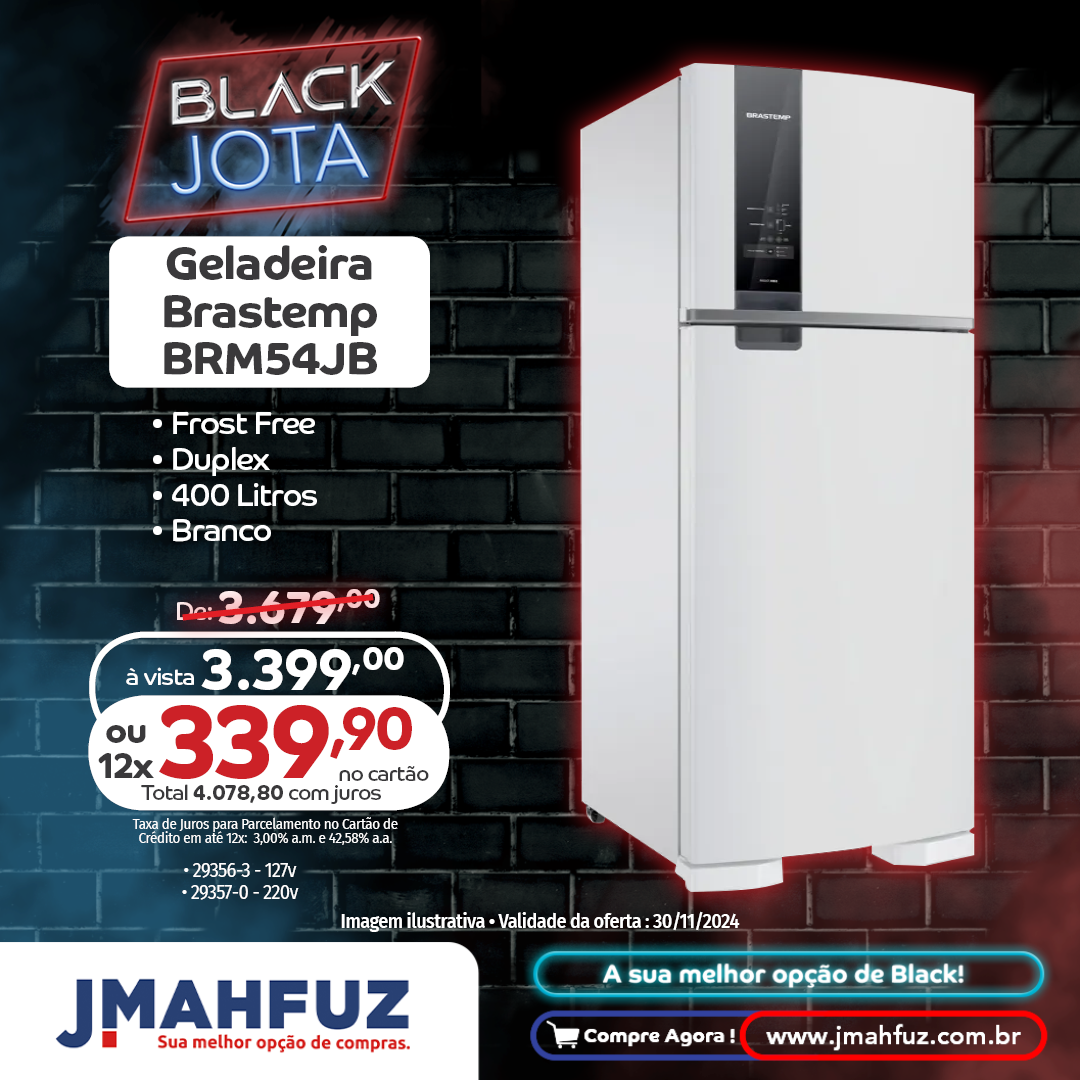 BLACK
JOTA
BRASTEMP
Geladeira
Brastemp
BRM54JB
• Frost Free
• Duplex
• 400 Litros
• Branco
De: 3.679,00
à vista 3.399,00
ou
12x 339,90
no cartão
Total 4.078,80 com juros
Taxa de Juros para Parcelamento no Cartão de
Crédito em até 12x: 3,00% a.m. e 42,58% a.a.
• 29356-3 - 127v
• 29357-0 - 220v
Imagem ilustrativa • Validade da oferta : 30/11/2024
JMAHFUZ
Sua melhor opção de compras.
A sua melhor opção de Black!
Compre Agora !
www.jmahfuz.com.br